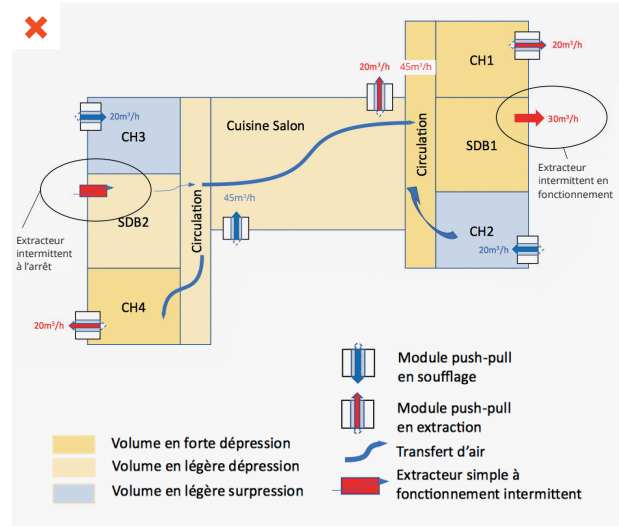 20m³/h
CH1
20m³/h
45m³/h
20m³/h
CH3
Cuisine Salon
Circulation
SDB1
30m³/h
Extracteur
intermittent en
fonctionnement
SDB2
Circulation
45m³/h
CH2
20m³/h
Extracteur
intermittent
à l'arrêt
CH4
20m³/h
Module push-pull
en soufflage
Module push-pull
en extraction
Transfert d'air
Extracteur simple à
fonctionnement intermittent
Volume en forte dépression
Volume en légère dépression
Volume en légère surpression